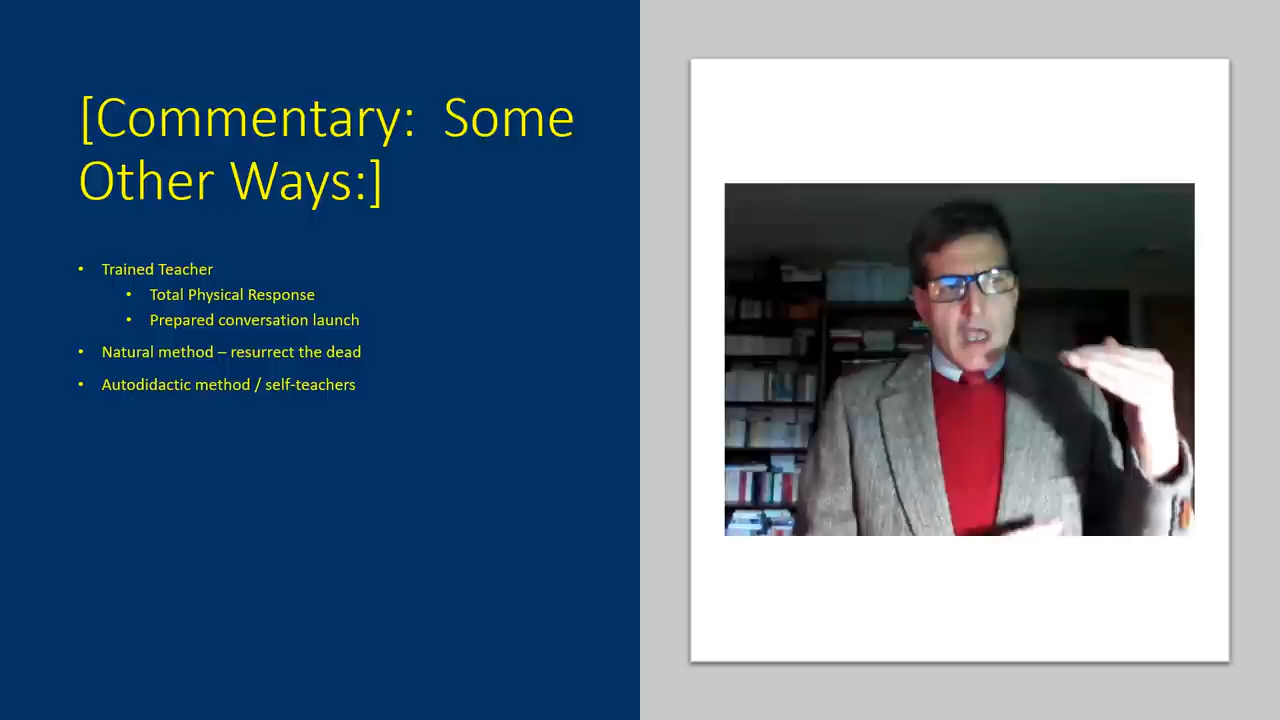 [Commentary:  Some
Other Ways:]
• Trained Teacher
• Total Physical Response
• Prepared conversation launch
• Natural method – resurrect the dead
• Autodidactic method / self-teachers